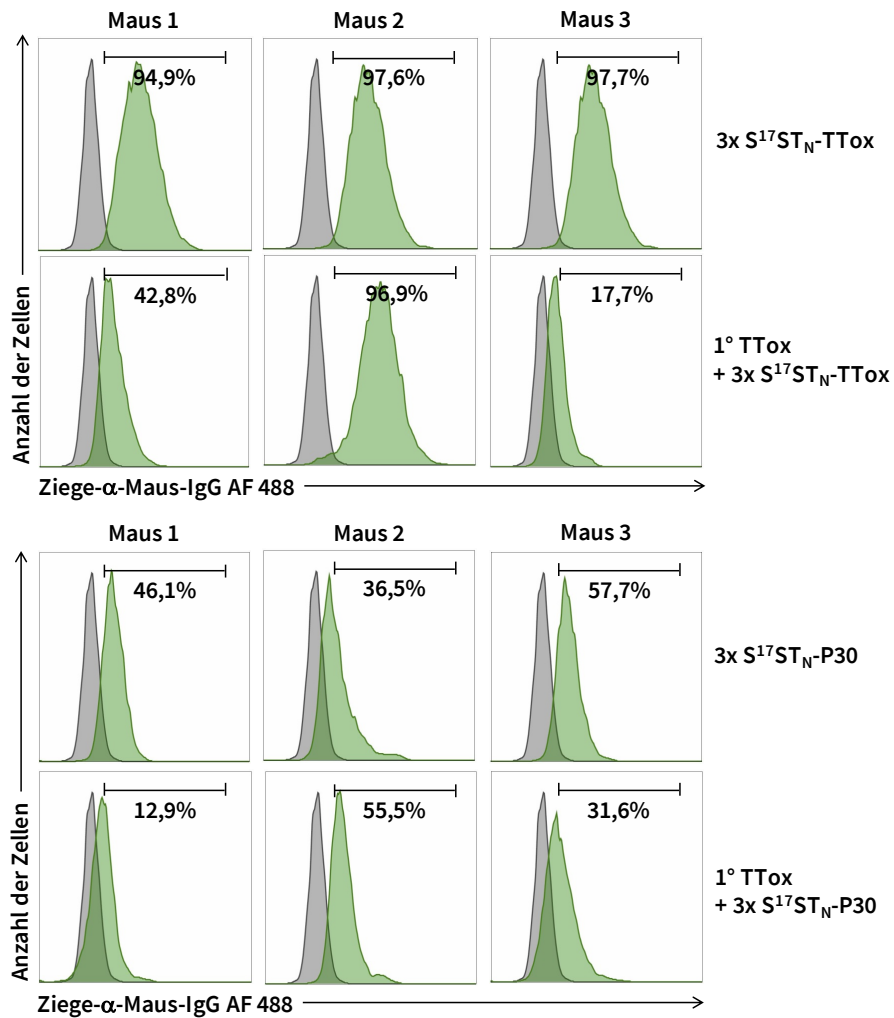 Maus 1 Maus 2 Maus 3
94,9% 97,6% 97,7%
3x S¹⁷STₙ-TTox
42,8% 96,9% 17,7%
1° TTox
+ 3x S¹⁷STₙ-TTox
Anzahl der Zellen
Ziege-α-Maus-IgG AF 488
Maus 1 Maus 2 Maus 3
46,1% 36,5% 57,7%
3x S¹⁷STₙ-P30
12,9% 55,5% 31,6%
1° TTox
+ 3x S¹⁷STₙ-P30
Anzahl der Zellen
Ziege-α-Maus-IgG AF 488